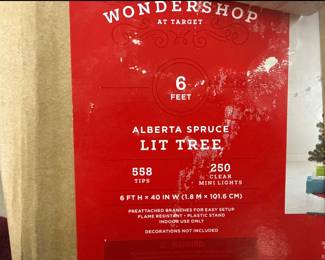 WONDERSHOP
AT TARGET
6
FEET
ALBERTA SPRUCE
LIT TREE
558
TIPS
250
CLEAR
MINI LIGHTS
6 FT H × 40 IN W (1.8 M × 101.6 CM)
PREATTACHED BRANCHES FOR EASY SETUP
FLAME RESISTANT • PLASTIC STAND
INDOOR USE ONLY
DECORATIONS NOT INCLUDED